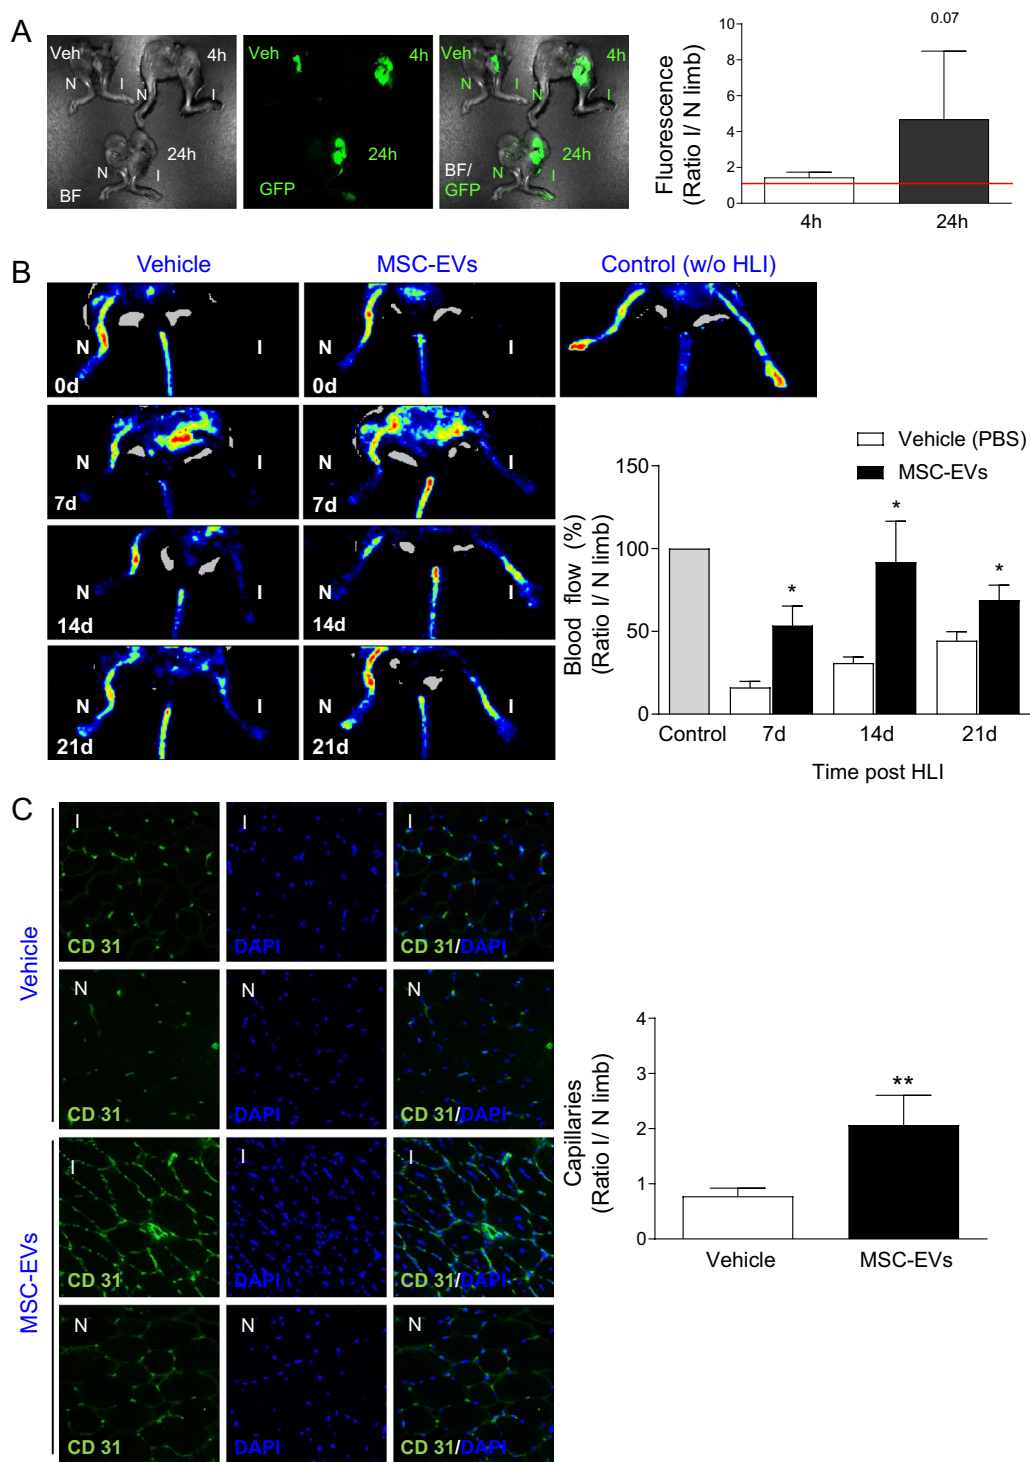 A
Veh
4h
N
I
N
I
24h
N
I
BF
Veh
4h
24h
GFP
Veh
4h
N
I
N
I
24h
N
I
BF/
GFP
Fluorescence
(Ratio I/ N limb)
10
8
6
4
2
0
0.07
4h
24h
B
Vehicle
MSC-EVs
Control (w/o HLI)
N
I
0d
N
I
0d
N
I
7d
N
I
7d
N
I
14d
N
I
14d
N
I
21d
N
I
21d
Vehicle (PBS)
MSC-EVs
Blood flow (%)
(Ratio I/ N limb)
150
100
50
0
*
*
*
Control
7d
14d
21d
Time post HLI
C
Vehicle
I
CD 31
I
DAPI
I
CD 31/DAPI
N
CD 31
N
DAPI
N
CD 31/DAPI
MSC-EVs
I
CD 31
I
DAPI
I
CD 31/DAPI
N
CD 31
N
DAPI
N
CD 31/DAPI
Capillaries
(Ratio I/ N limb)
4
3
2
1
0
**
Vehicle
MSC-EVs